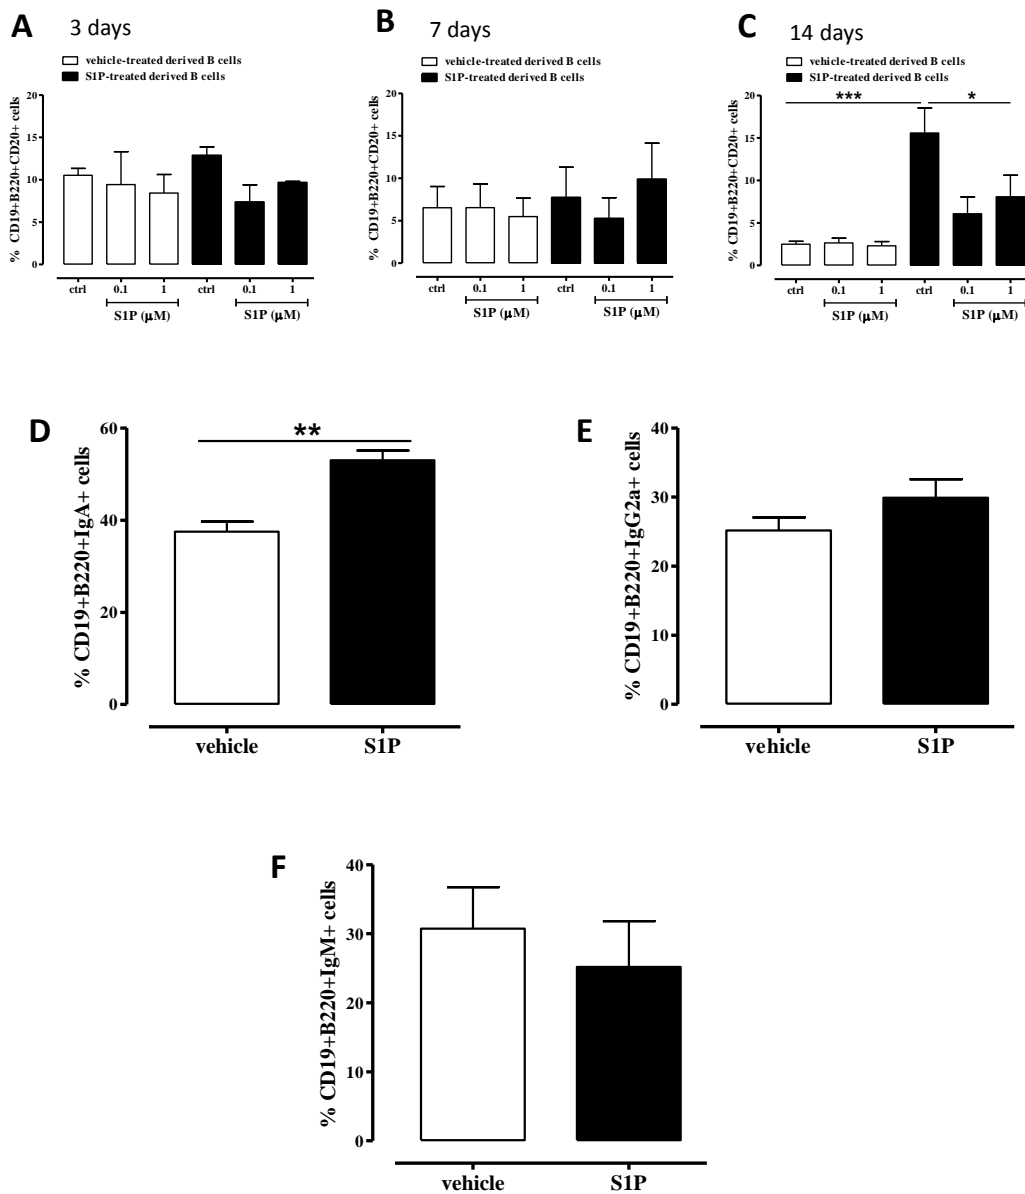 A
3 days
vehicle-treated derived B cells
S1P-treated derived B cells
% CD19+B220+CD20+ cells
20
15
10
5
0
ctrl 0.1 1 ctrl 0.1 1
S1P (μM) S1P (μM)
B
7 days
vehicle-treated derived B cells
S1P-treated derived B cells
% CD19+B220+CD20+ cells
20
15
10
5
0
ctrl 0.1 1 ctrl 0.1 1
S1P (μM) S1P (μM)
C
14 days
vehicle-treated derived B cells
S1P-treated derived B cells
*** *
% CD19+B220+CD20+ cells
20
15
10
5
0
ctrl 0.1 1 ctrl 0.1 1
S1P (μM) S1P (μM)
D
**
% CD19+B220+IgA+ cells
60
40
20
0
vehicle S1P
E
% CD19+B220+IgG2a+ cells
40
30
20
10
0
vehicle S1P
F
% CD19+B220+IgM+ cells
40
30
20
10
0
vehicle S1P